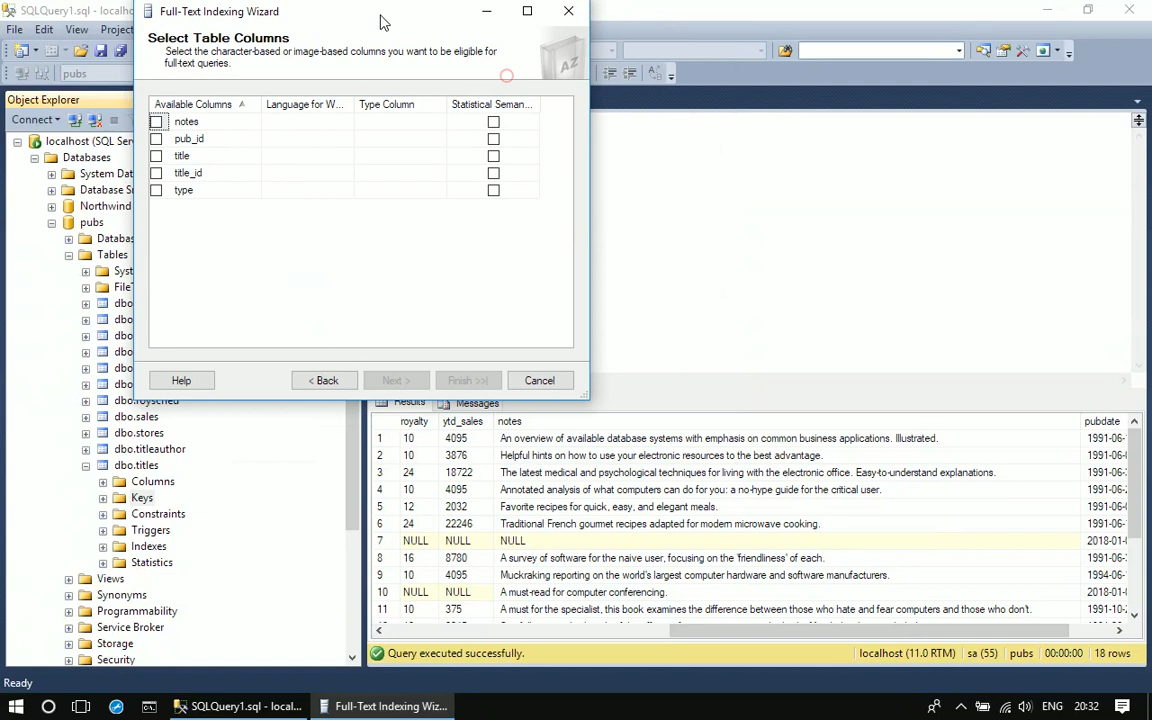 SQLQuery1.sql -
Full-Text Indexing Wizard
File Edit
Project
Select Table Columns
Select the character-based or image-based columns you want to be eligible for
full-text queries.
pubs
Object Explorer
Connect
Available Columns Language for W... Type Column Statistical Seman...
notes
pub_id
title
title_id
type
localhost (SQL Serve
Databases
System Dat
Database Sn
Northwind
pubs
Databas
Tables
Syst
FileT
dbo
dbo
dbo
dbo
dbo
dbo
dbo.roysched
dbo.sales
dbo.stores
dbo.titleauthor
dbo.titles
Columns
Keys
Constraints
Triggers
Indexes
Statistics
Views
Synonyms
Programmability
Service Broker
Storage
Security
Help < Back Next > Finish >>| Cancel
Results Messages
royalty ytd_sales notes pubdate
1 10 4095 An overview of available database systems with emphasis on common business applications. Illustrated. 1991-06-
2 10 3876 Helpful hints on how to use your electronic resources to the best advantage. 1991-06-
3 24 18722 The latest medical and psychological techniques for living with the electronic office. Easy-to-understand explanations. 1991-06-
4 10 4095 Annotated analysis of what computers can do for you: a no-hype guide for the critical user. 1991-06-
5 12 2032 Favorite recipes for quick, easy, and elegant meals. 1991-06-
6 24 22246 Traditional French gourmet recipes adapted for modern microwave cooking. 1991-06-
7 NULL NULL NULL 2018-01-
8 16 8780 A survey of software for the naive user, focusing on the 'friendliness' of each. 1991-06-
9 10 4095 Muckraking reporting on the world's largest computer hardware and software manufacturers. 1994-06-
10 NULL NULL A must-read for computer conferencing. 2018-01-
11 10 375 A must for the specialist, this book examines the difference between those who hate and fear computers and those who don't. 1991-10-
Query executed successfully. localhost (11.0 RTM) sa (55) pubs 00:00:00 18 rows
Ready
SQLQuery1.sql - local... Full-Text Indexing Wiz... ENG 20:32